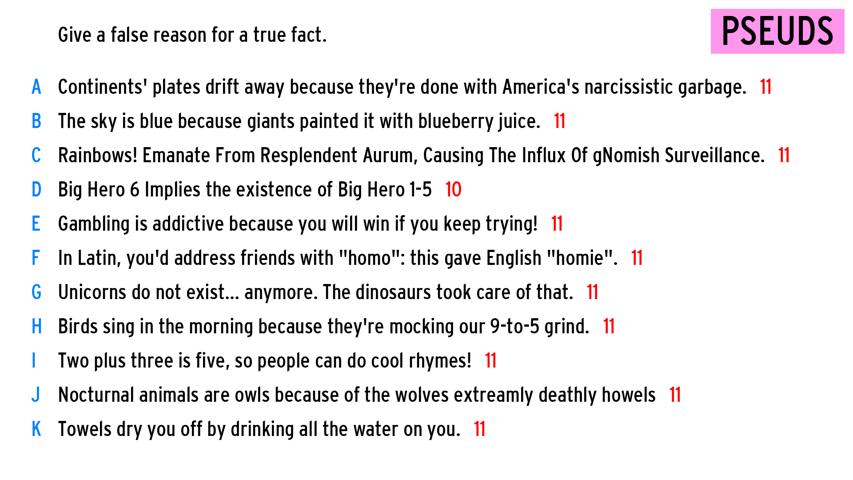 Give a false reason for a true fact.
PSEUDS
A Continents' plates drift away because they're done with America's narcissistic garbage. 11
B The sky is blue because giants painted it with blueberry juice. 11
C Rainbows! Emanate From Resplendent Aurum, Causing The Influx Of gNomish Surveillance. 11
D Big Hero 6 Implies the existence of Big Hero 1-5 10
E Gambling is addictive because you will win if you keep trying! 11
F In Latin, you'd address friends with "homo": this gave English "homie". 11
G Unicorns do not exist... anymore. The dinosaurs took care of that. 11
H Birds sing in the morning because they're mocking our 9-to-5 grind. 11
I Two plus three is five, so people can do cool rhymes! 11
J Nocturnal animals are owls because of the wolves extreamly deathly howels 11
K Towels dry you off by drinking all the water on you. 11